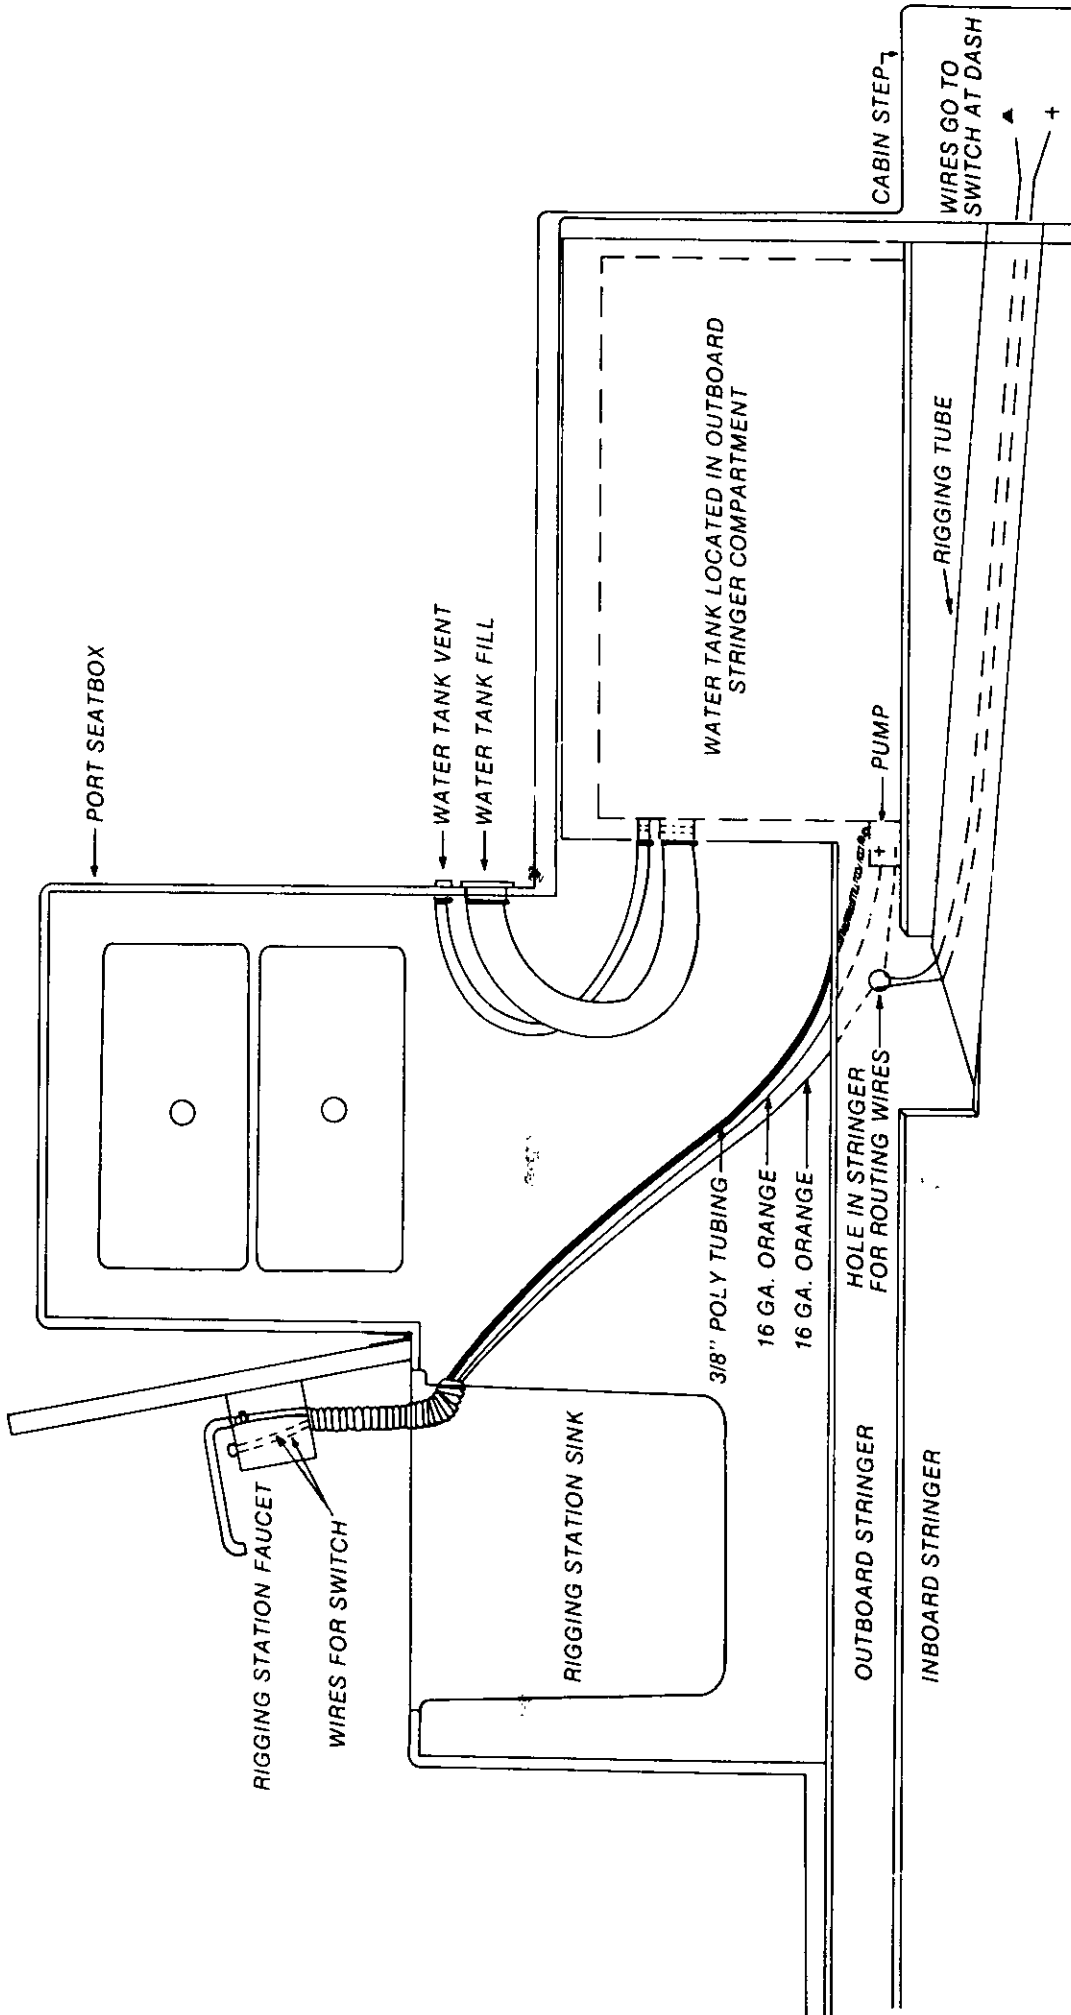 PORT SEATBOX
WATER TANK VENT
WATER TANK FILL
CABIN STEP
WIRES GO TO
SWITCH AT DASH
+
WATER TANK LOCATED IN OUTBOARD
STRINGER COMPARTMENT
RIGGING TUBE
PUMP
+
RIGGING STATION FAUCET
WIRES FOR SWITCH
RIGGING STATION SINK
3/8" POLY TUBING
16 GA. ORANGE
16 GA. ORANGE
HOLE IN STRINGER
FOR ROUTING WIRES
OUTBOARD STRINGER
INBOARD STRINGER